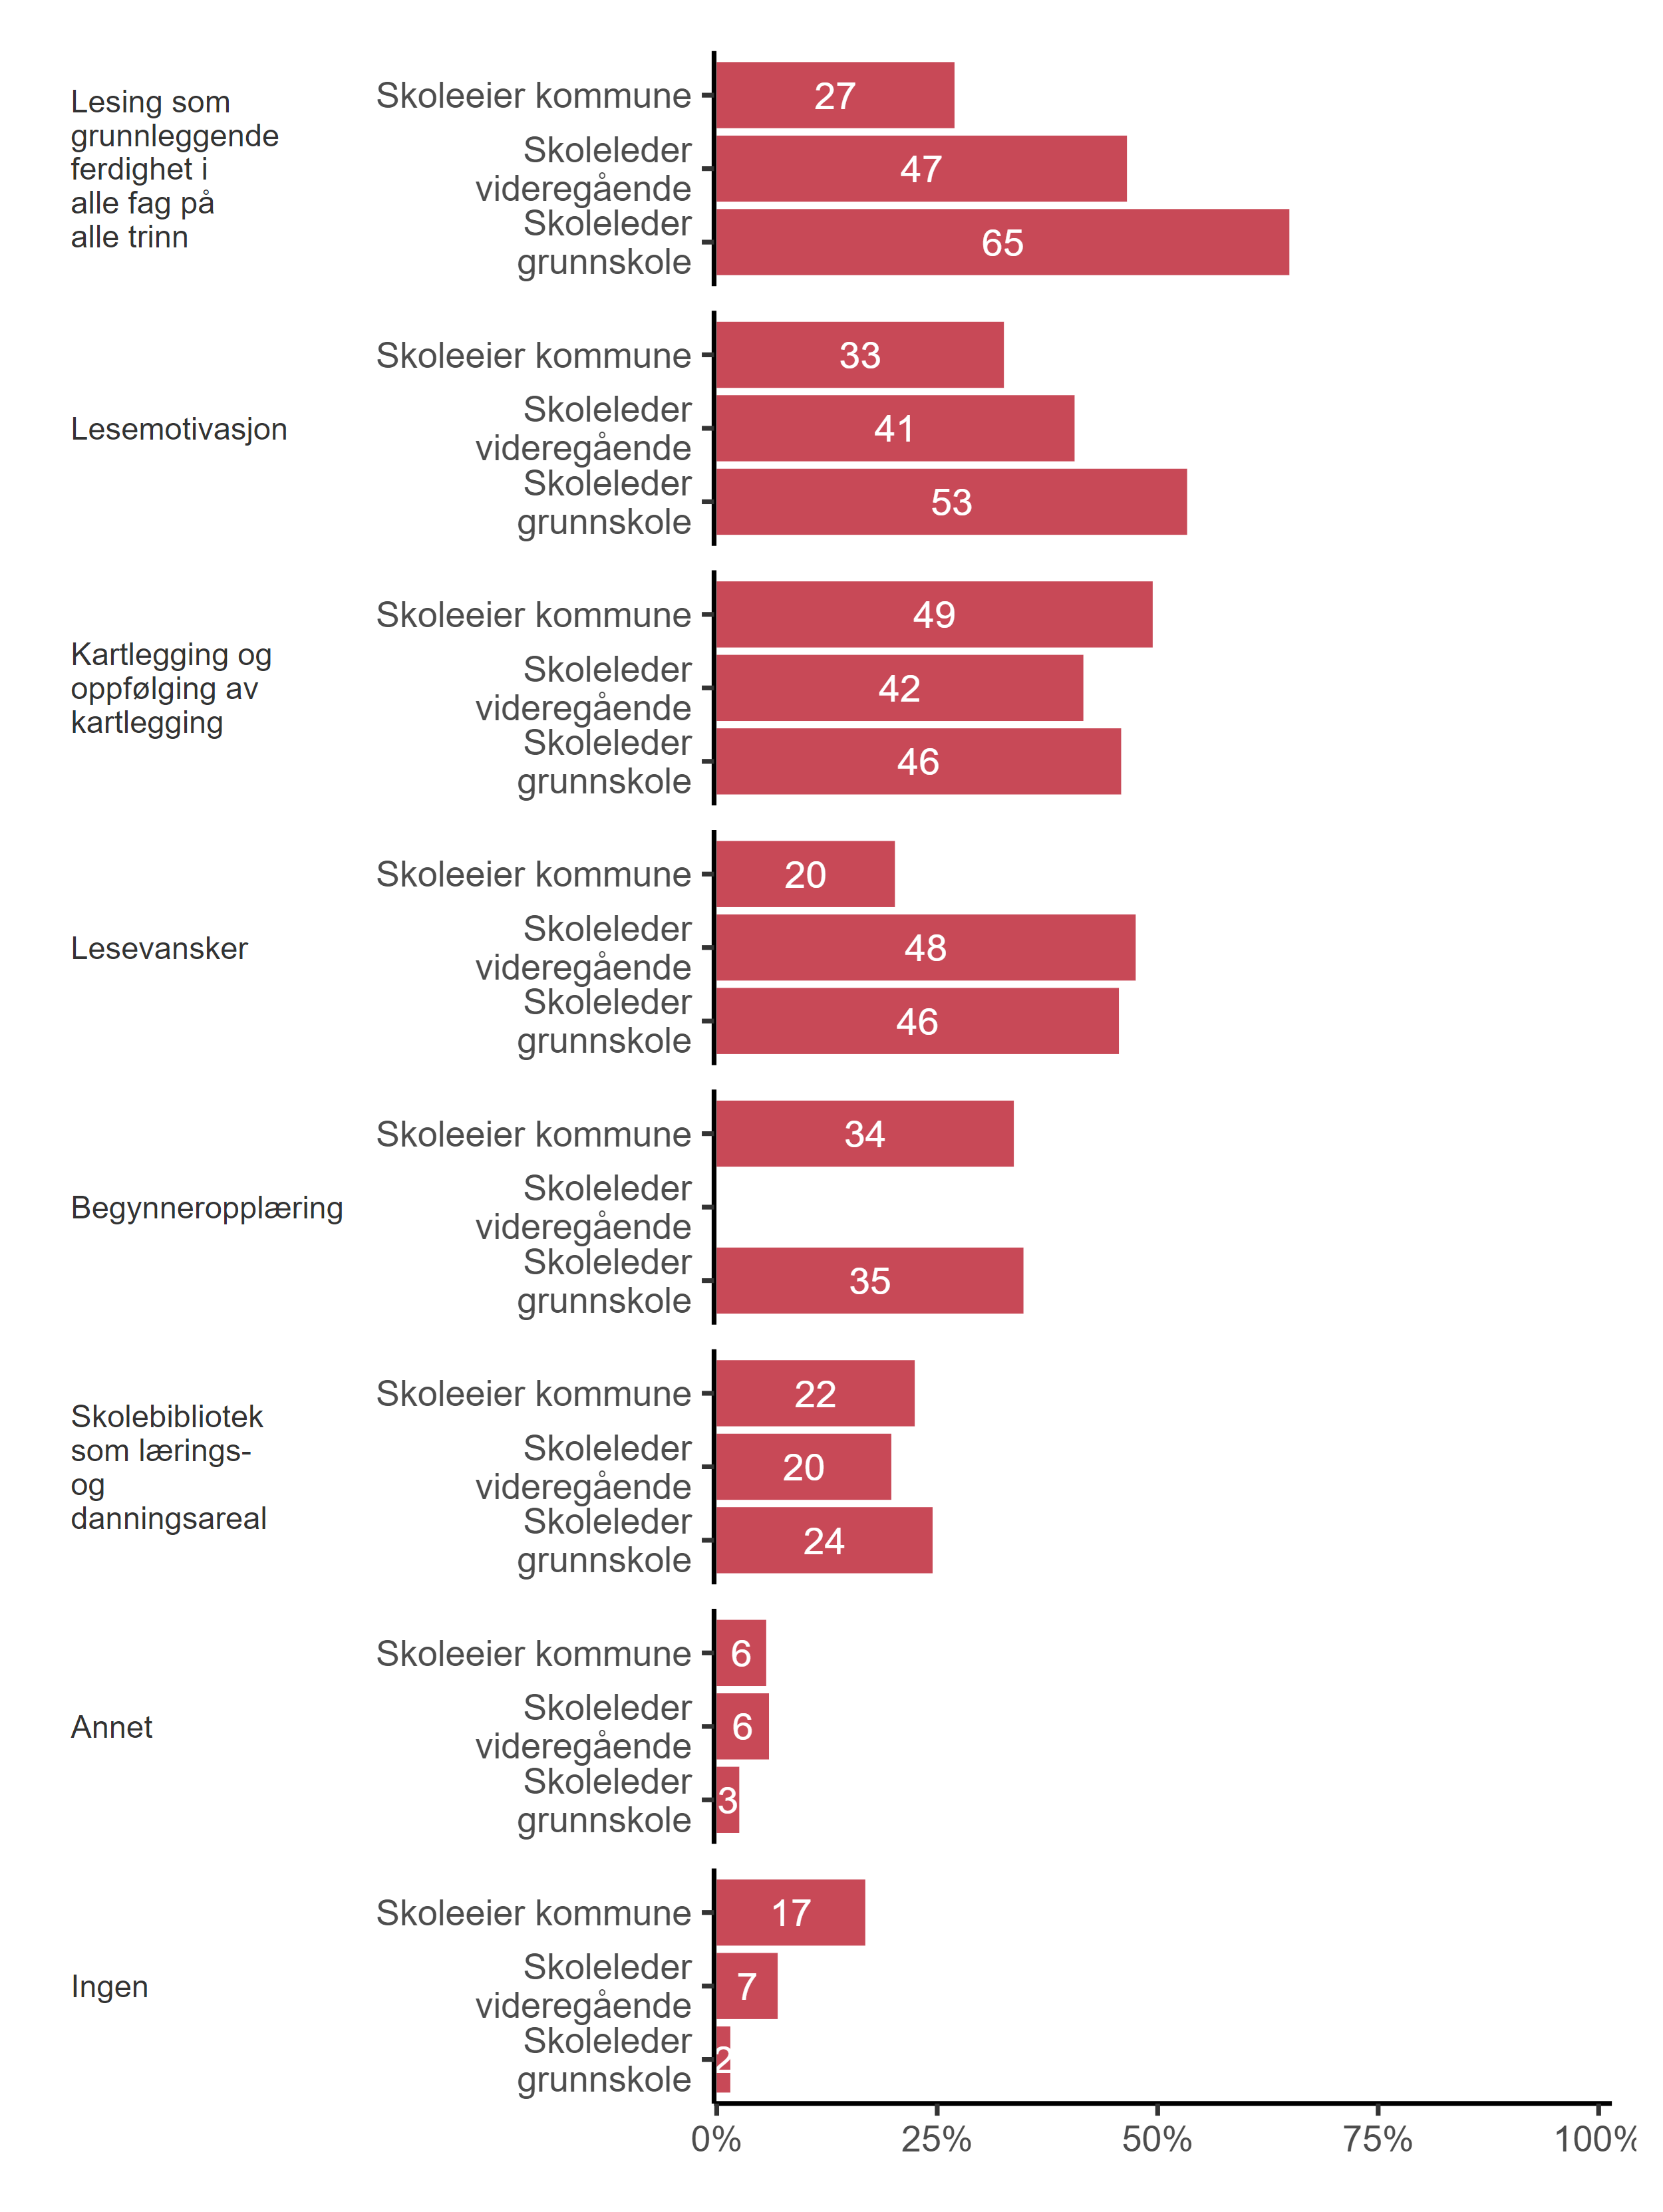 Lesing som
grunnleggende
ferdighet i
alle fag på
alle trinn
Skoleeier kommune
27
Skoleleder
videregående
47
Skoleleder
grunnskole
65
Lesemotivasjon
Skoleeier kommune
33
Skoleleder
videregående
41
Skoleleder
grunnskole
53
Kartlegging og
oppfølging av
kartlegging
Skoleeier kommune
49
Skoleleder
videregående
42
Skoleleder
grunnskole
46
Lesevansker
Skoleeier kommune
20
Skoleleder
videregående
48
Skoleleder
grunnskole
46
Begynneropplæring
Skoleeier kommune
34
Skoleleder
videregående
Skoleleder
grunnskole
35
Skolebibliotek
som lærings-
og
danningsareal
Skoleeier kommune
22
Skoleleder
videregående
20
Skoleleder
grunnskole
24
Annet
Skoleeier kommune
6
Skoleleder
videregående
6
Skoleleder
grunnskole
3
Ingen
Skoleeier kommune
17
Skoleleder
videregående
7
Skoleleder
grunnskole
2
0% 25% 50% 75% 100%